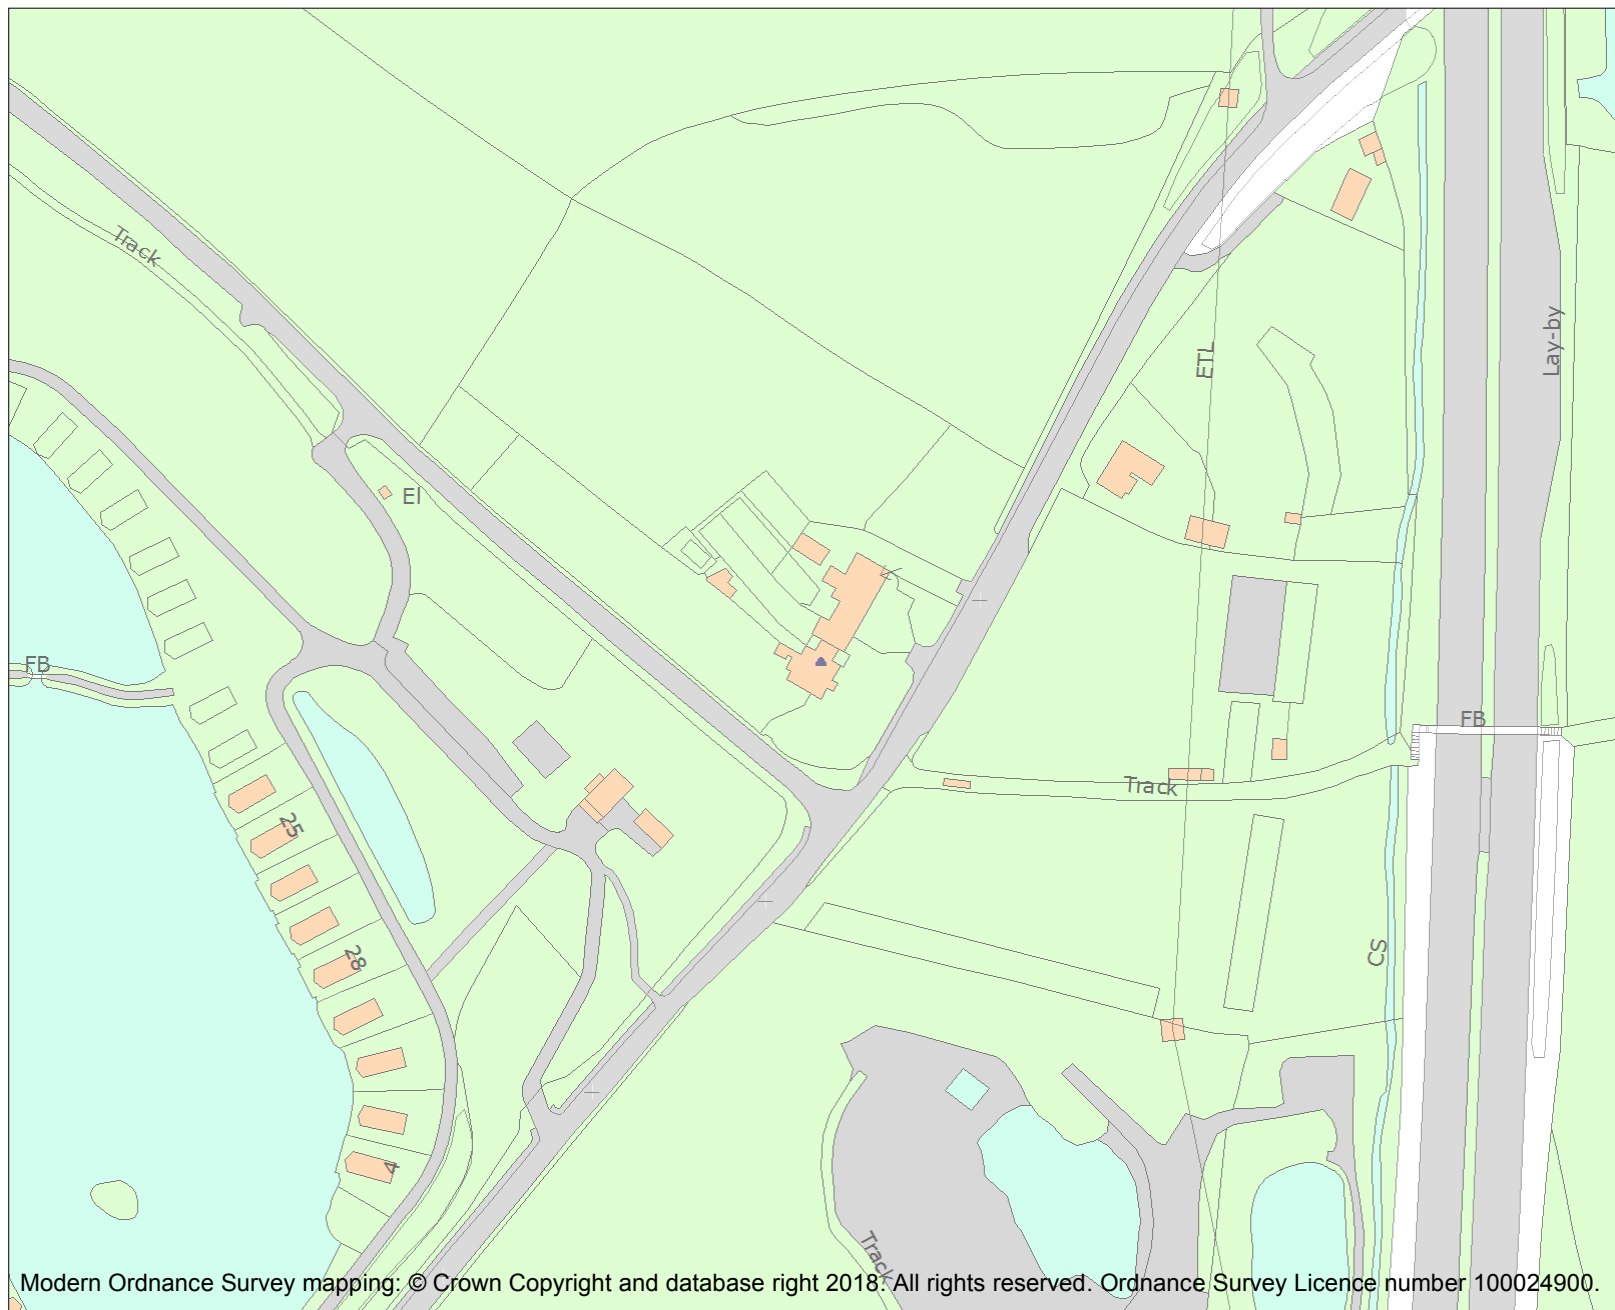 Track
Lay-by
ETL
El
FB
FB
Track
25
CS
28
4
Track
Modern Ordnance Survey mapping: © Crown Copyright and database right 2018. All rights reserved. Ordnance Survey Licence number 100024900.